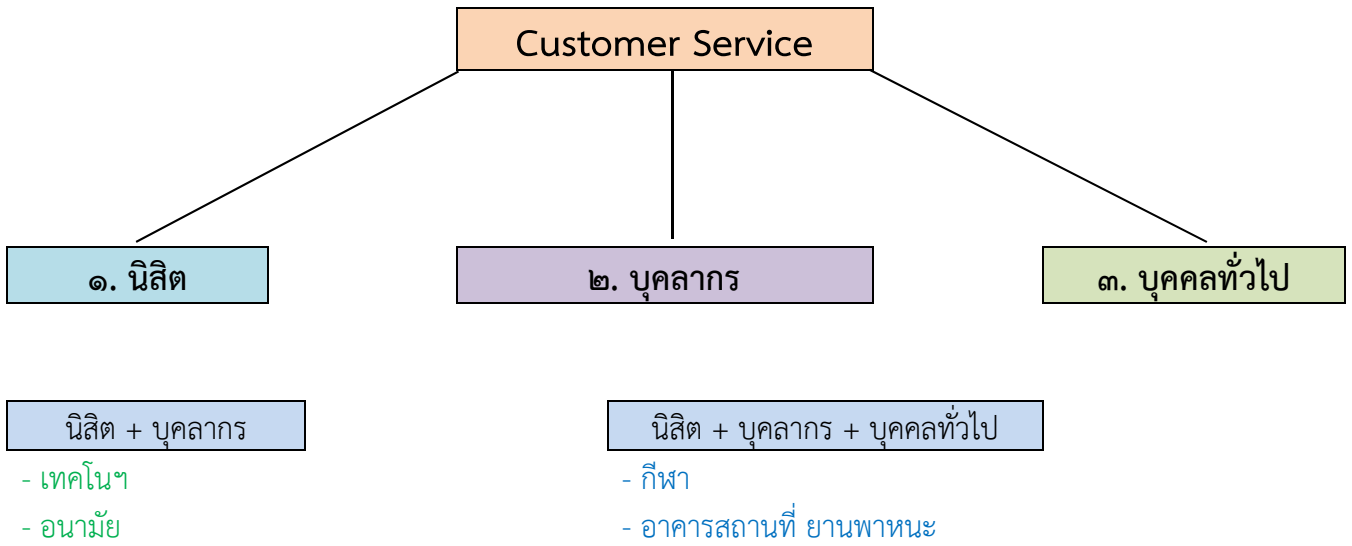 Customer Service
๑. นิสิต
๒. บุคลากร
๓. บุคคลทั่วไป
นิสิต + บุคลากร
- เทคโนฯ
- อนามัย
นิสิต + บุคลากร + บุคคลทั่วไป
- กีฬา
- อาคารสถานที่ ยานพาหนะ